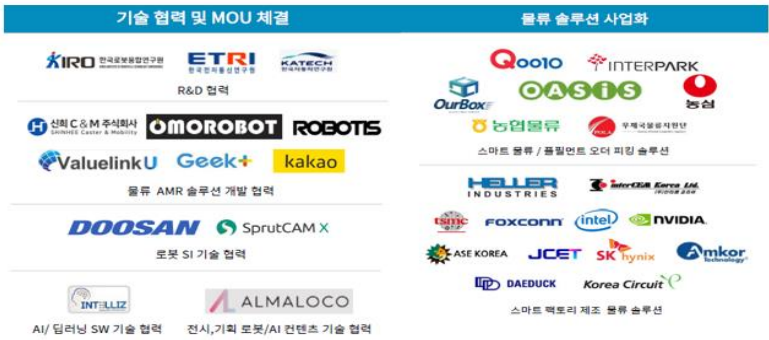 기술 협력 및 MOU 체결
KIRO 한국로봇융합연구원
ETRI
한국전자통신연구원
KATECH
한국자동차연구원
R&D 협력
신희 C&M 주식회사
SHINHEE Caster & Mobility
OMOROBOT
ROBOTIS
ValuelinkU
Geek+
kakao
물류 AMR 솔루션 개발 협력
DOOSAN
SprutCAM X
로봇 SI 기술 협력
INTELLIZ
ALMALOCO
AI/ 딥러닝 SW 기술 협력
전시,기획 로봇/AI 컨텐츠 기술 협력
물류 솔루션 사업화
Qoo10
INTERPARK
OurBox
OASIS
농심
농협물류
우체국물류지원단
스마트 물류 / 풀필먼트 오더 피킹 솔루션
HELLER
INDUSTRIES
interCEM Korea Ltd.
tsmc
FOXCONN
intel
NVIDIA
ASE KOREA
JCET
SK hynix
Amkor
Technology
DAEDUCK
Korea Circuit
스마트 팩토리 제조 물류 솔루션